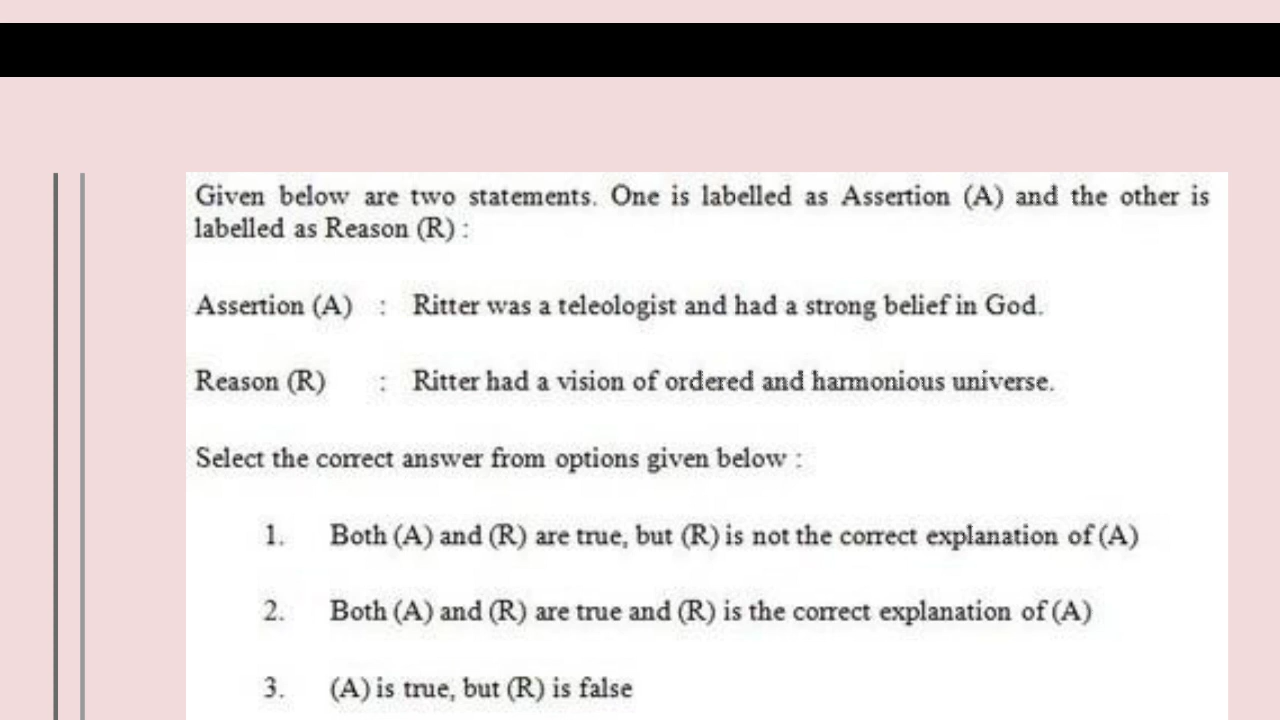 Given below are two statements. One is labelled as Assertion (A) and the other is
labelled as Reason (R) :
Assertion (A) : Ritter was a teleologist and had a strong belief in God.
Reason (R) : Ritter had a vision of ordered and harmonious universe.
Select the correct answer from options given below :
1. Both (A) and (R) are true, but (R) is not the correct explanation of (A)
2. Both (A) and (R) are true and (R) is the correct explanation of (A)
3. (A) is true, but (R) is false